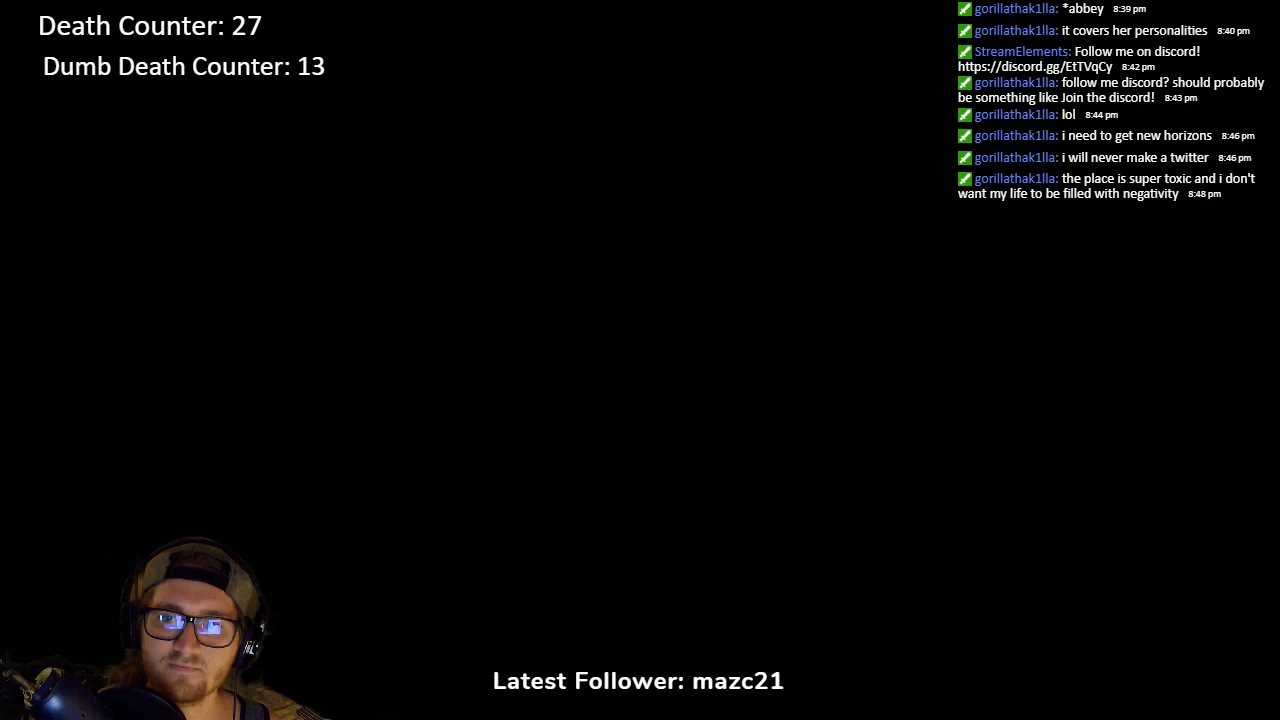 Death Counter: 27
Dumb Death Counter: 13
gorillathak1lla: *abbey 8:39 pm
gorillathak1lla: it covers her personalities 8:40 pm
StreamElements: Follow me on discord!
https://discord.gg/EtTVqCy 8:42 pm
gorillathak1lla: follow me discord? should probably
be something like Join the discord! 8:43 pm
gorillathak1lla: lol 8:44 pm
gorillathak1lla: i need to get new horizons 8:46 pm
gorillathak1lla: i will never make a twitter 8:46 pm
gorillathak1lla: the place is super toxic and i don't
want my life to be filled with negativity 8:48 pm
Latest Follower: mazc21